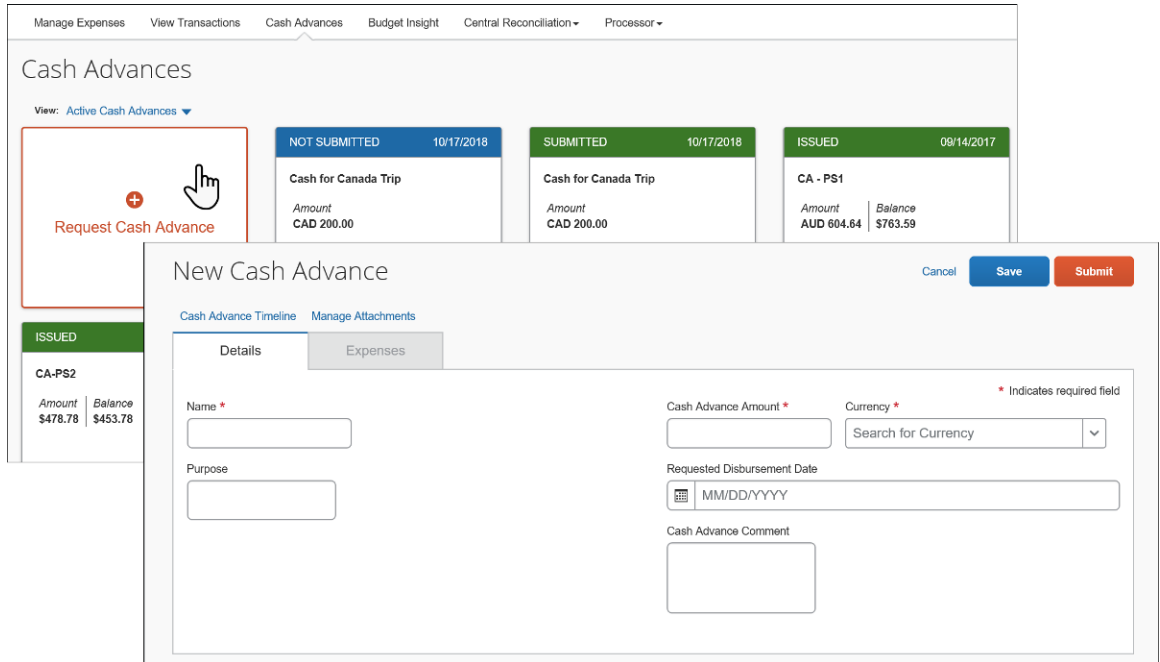 Manage Expenses View Transactions Cash Advances Budget Insight Central Reconciliation Processor
Cash Advances
View: Active Cash Advances
Request Cash Advance
NOT SUBMITTED 10/17/2018
Cash for Canada Trip
Amount
CAD 200.00
SUBMITTED 10/17/2018
Cash for Canada Trip
Amount
CAD 200.00
ISSUED 09/14/2017
CA - PS1
Amount Balance
AUD 604.64 $763.59
ISSUED
CA-PS2
Amount Balance
$478.78 $453.78
New Cash Advance
Cancel Save Submit
Cash Advance Timeline Manage Attachments
Details Expenses
* Indicates required field
Name *
Purpose
Cash Advance Amount * Currency *
Search for Currency
Requested Disbursement Date
MM/DD/YYYY
Cash Advance Comment